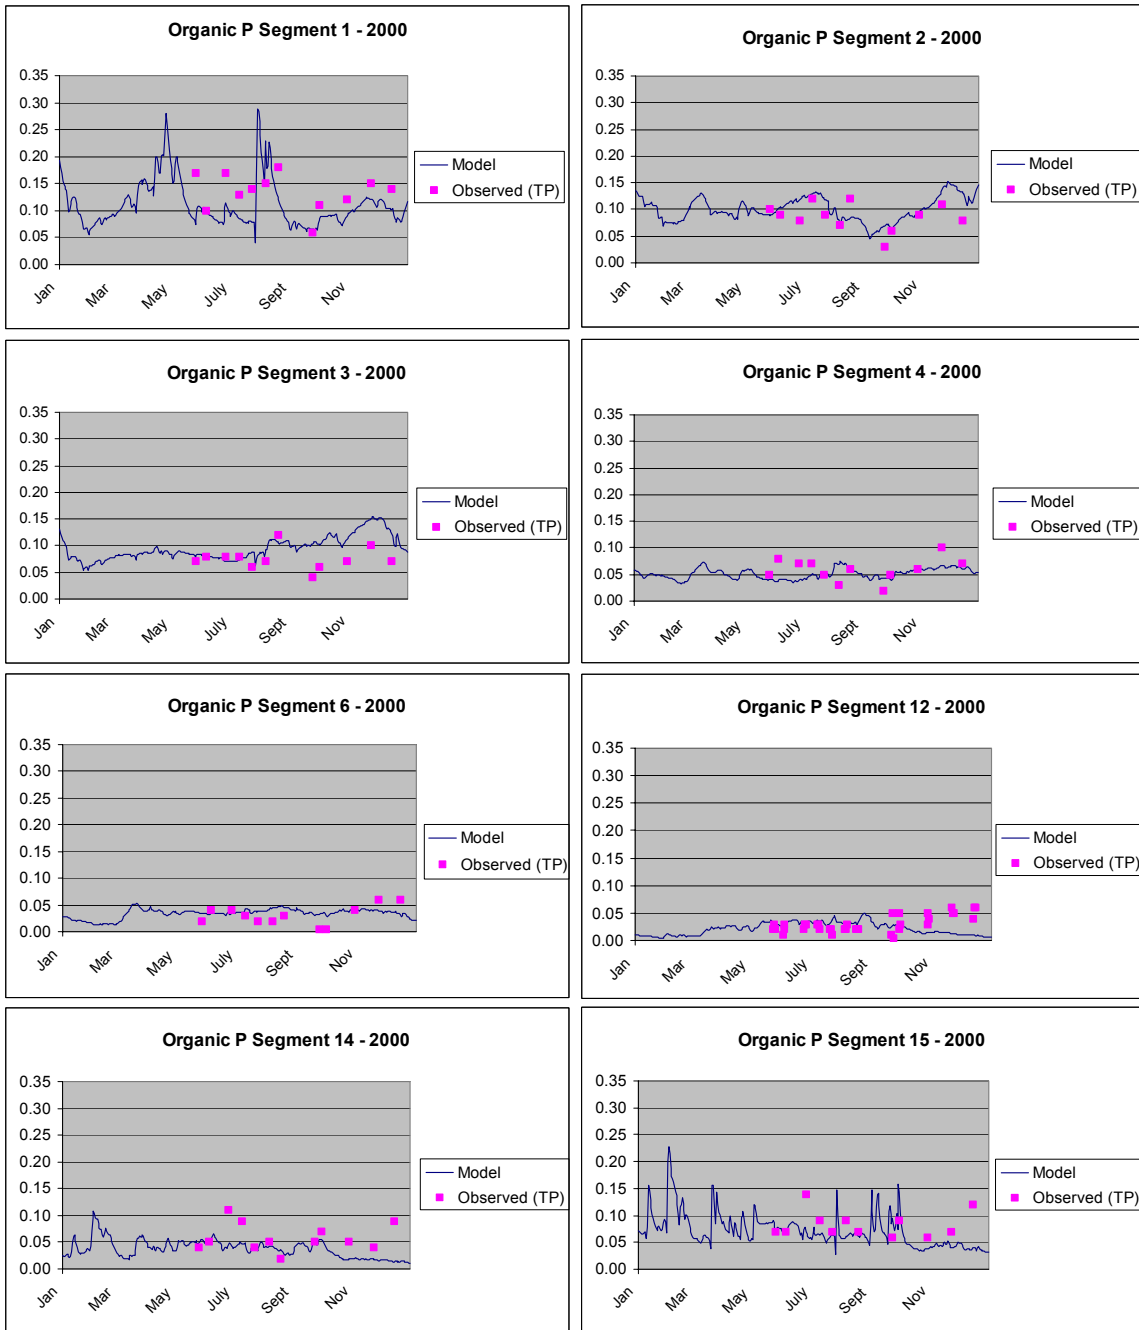 Organic P Segment 1 - 2000
0.35
0.30
0.25
0.20
0.15
0.10
0.05
0.00
Jan
Mar
May
July
Sept
Nov
Model
Observed (TP)
Organic P Segment 2 - 2000
0.35
0.30
0.25
0.20
0.15
0.10
0.05
0.00
Jan
Mar
May
July
Sept
Nov
Model
Observed (TP)
Organic P Segment 3 - 2000
0.35
0.30
0.25
0.20
0.15
0.10
0.05
0.00
Jan
Mar
May
July
Sept
Nov
Model
Observed (TP)
Organic P Segment 4 - 2000
0.35
0.30
0.25
0.20
0.15
0.10
0.05
0.00
Jan
Mar
May
July
Sept
Nov
Model
Observed (TP)
Organic P Segment 6 - 2000
0.35
0.30
0.25
0.20
0.15
0.10
0.05
0.00
Jan
Mar
May
July
Sept
Nov
Model
Observed (TP)
Organic P Segment 12 - 2000
0.35
0.30
0.25
0.20
0.15
0.10
0.05
0.00
Jan
Mar
May
July
Sept
Nov
Model
Observed (TP)
Organic P Segment 14 - 2000
0.35
0.30
0.25
0.20
0.15
0.10
0.05
0.00
Jan
Mar
May
July
Sept
Nov
Model
Observed (TP)
Organic P Segment 15 - 2000
0.35
0.30
0.25
0.20
0.15
0.10
0.05
0.00
Jan
Mar
May
July
Sept
Nov
Model
Observed (TP)